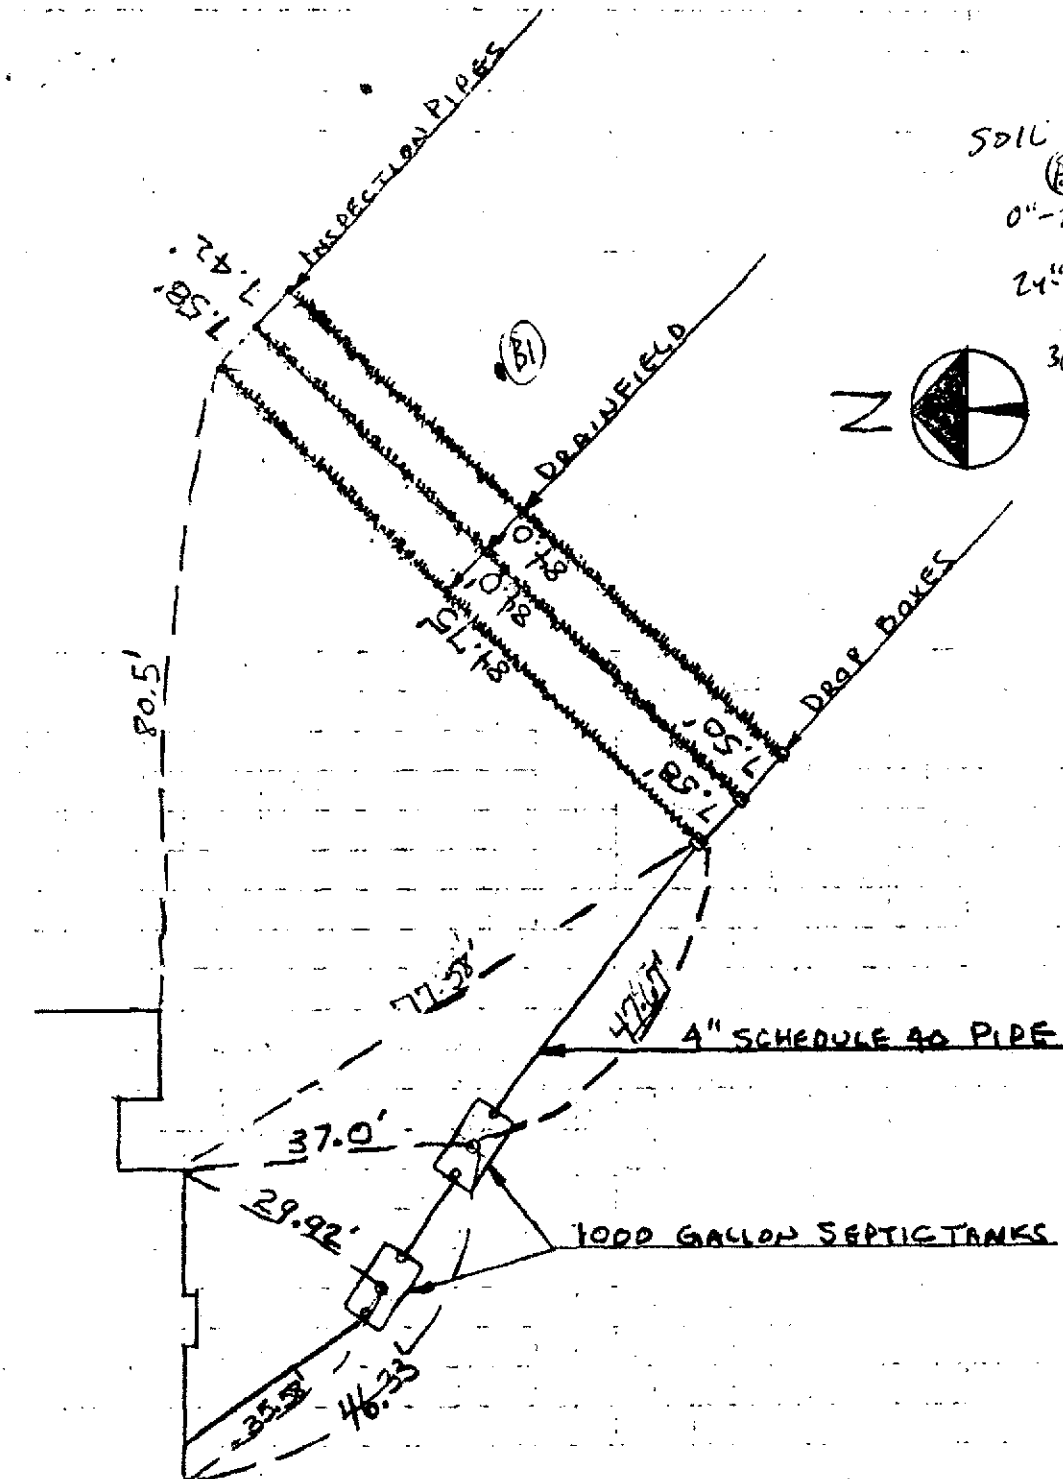 INSPECTION PIPES
SOIL
0"-
24"
7.42'
7.58'
B1
N
DRAINFIELD
84.0'
84.0'
84.75'
DROP BOXES
80.5'
7.50'
7.58'
77.58'
47.67'
4" SCHEDULE 40 PIPE
37.0'
29.92'
1000 GALLON SEPTIC TANKS
35.58'
46.33'